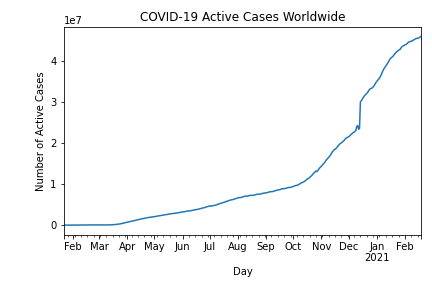 COVID-19 Active Cases Worldwide
1e7
4
3
2
1
0
Number of Active Cases
Feb Mar Apr May Jun Jul Aug Sep Oct Nov Dec Jan Feb
2021
Day